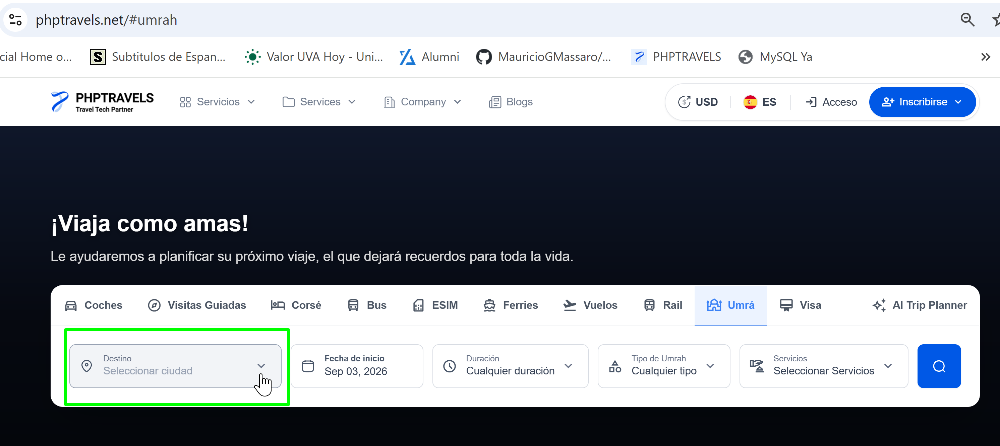 phptravels.net/#umrah
cial Home o... Subtitulos de Espan... Valor UVA Hoy - Uni... Alumni MauricioGMassaro/... PHPTRAVELS MySQL Ya
PHPTRAVELS
Travel Tech Partner
Servicios Services Company Blogs USD ES Acceso Inscribirse
¡Viaja como amas!
Le ayudaremos a planificar su próximo viaje, el que dejará recuerdos para toda la vida.
Coches Visitas Guiadas Corsé Bus ESIM Ferries Vuelos Rail Umrá Visa AI Trip Planner
Destino
Seleccionar ciudad
Fecha de inicio
Sep 03, 2026
Duración
Cualquier duración
Tipo de Umrah
Cualquier tipo
Servicios
Seleccionar Servicios